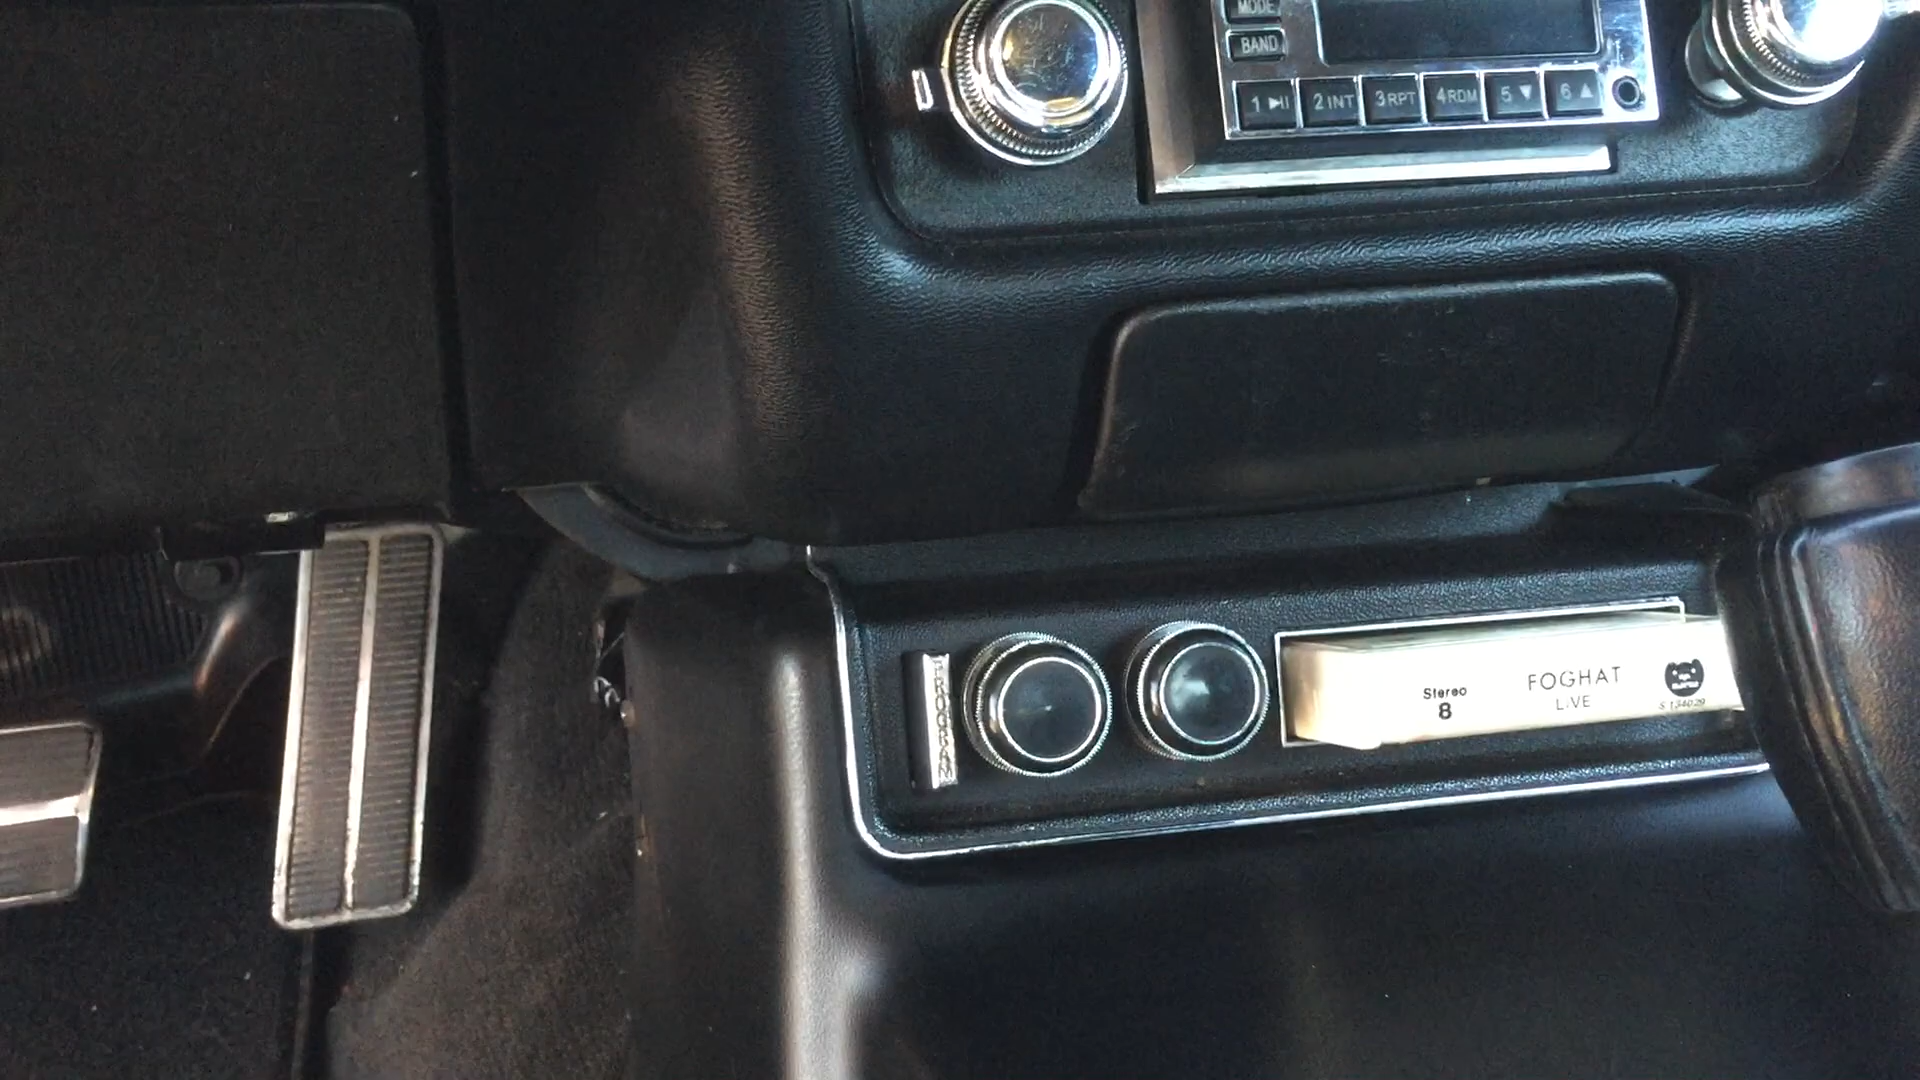 MODE
BAND
1 ▶II 2 INT 3 RPT 4 RDM 5 ▼ 6 ▲
PROGRAM
Stereo
8
FOGHAT
LIVE